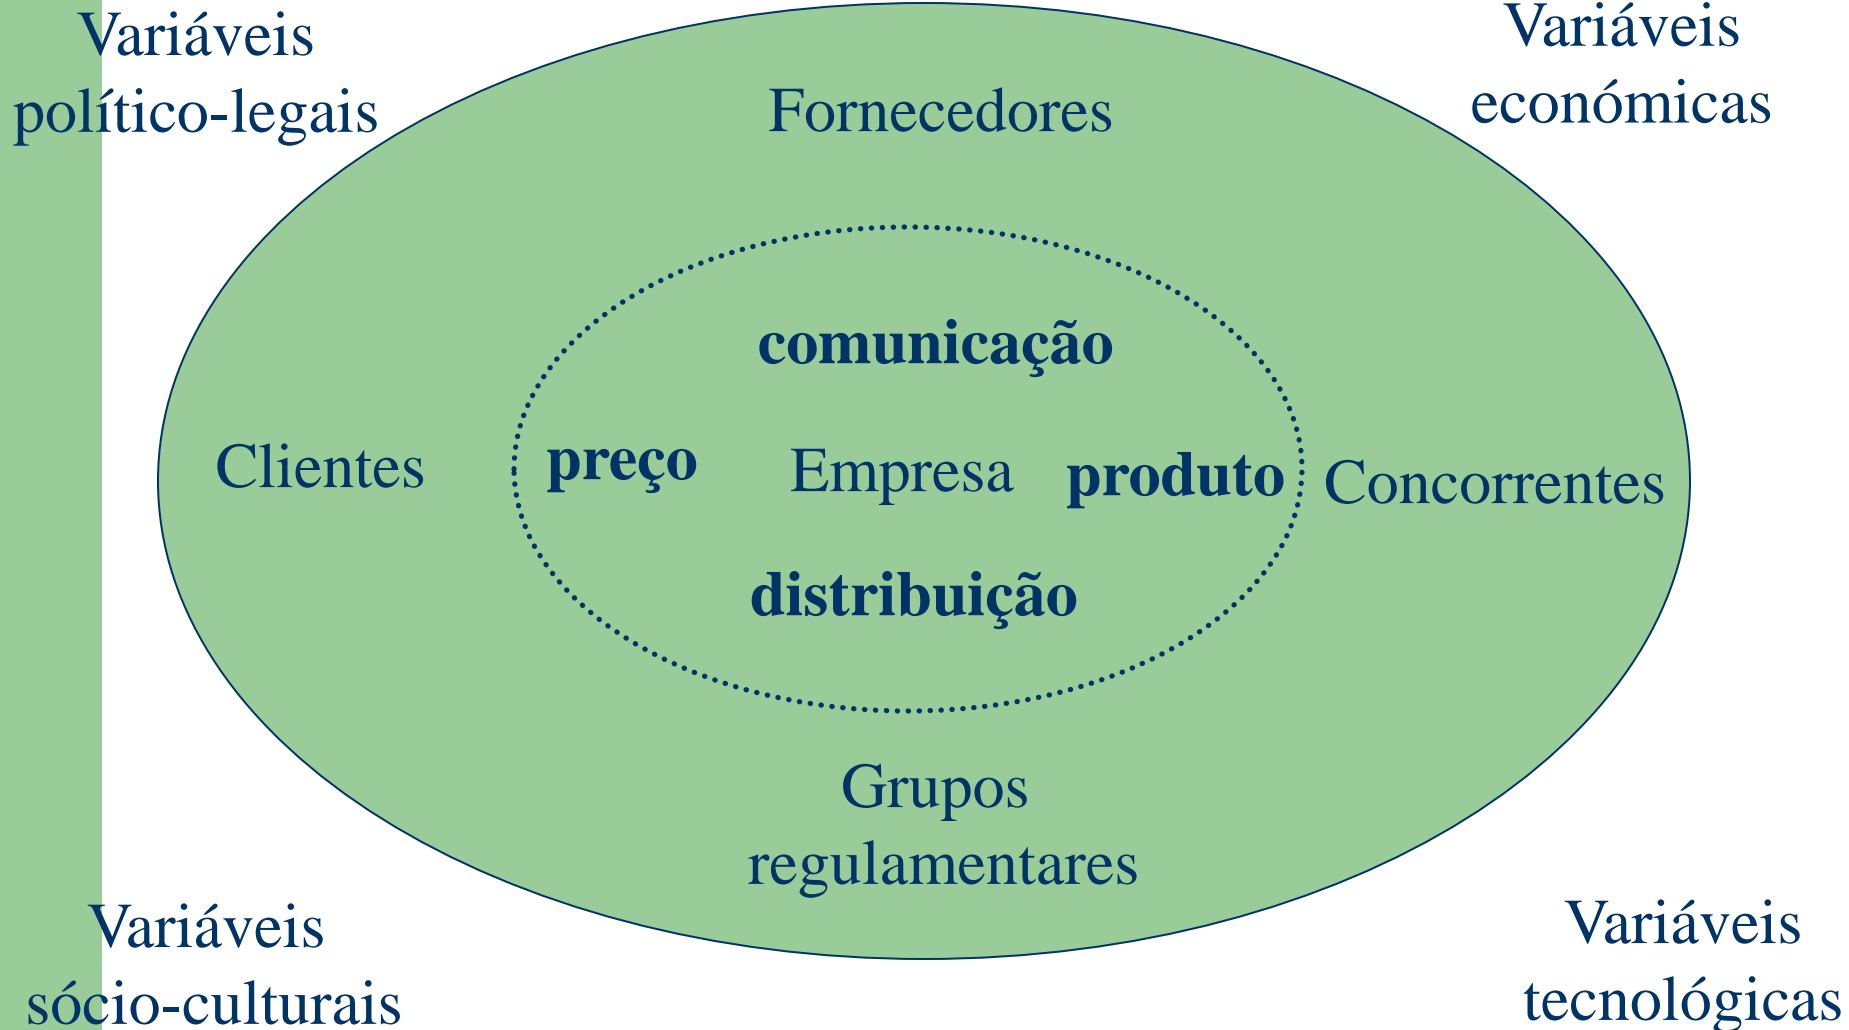 Variáveis
político-legais
Variáveis
económicas
Fornecedores
comunicação
Clientes
preço
Empresa
produto
Concorrentes
distribuição
Grupos
regulamentares
Variáveis
sócio-culturais
Variáveis
tecnológicas